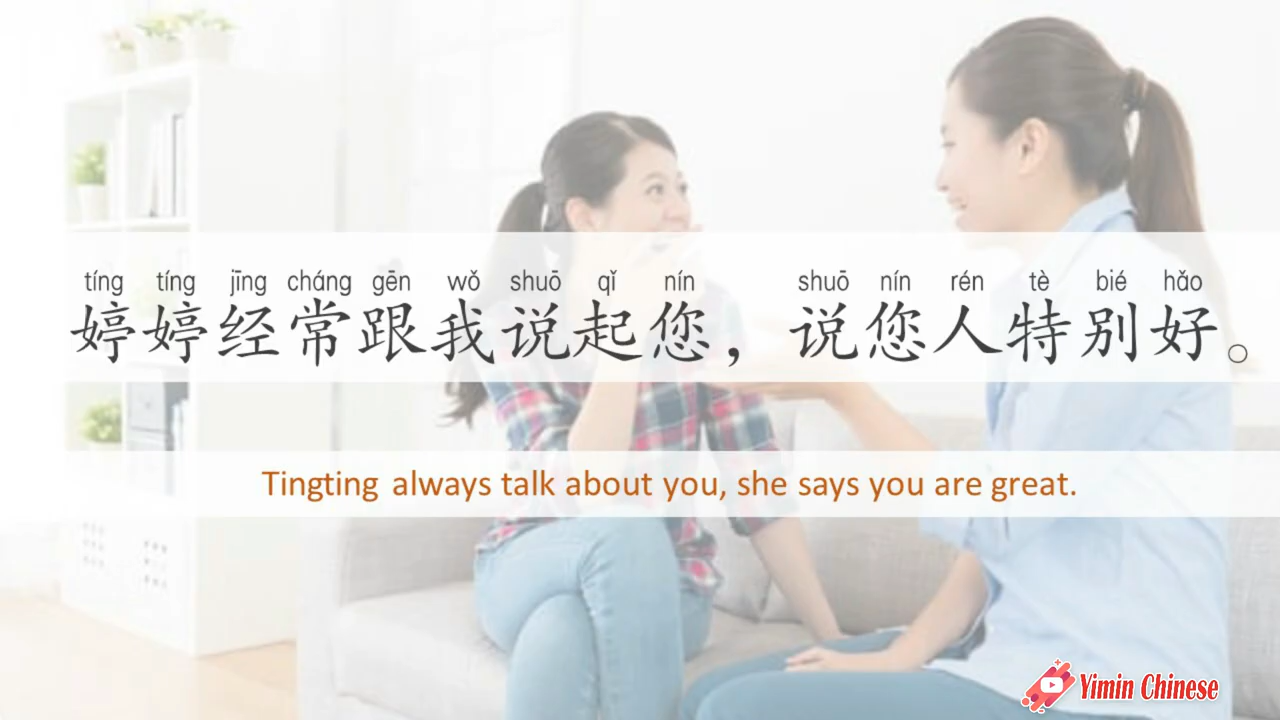 tíng tíng jīng cháng gēn wǒ shuō qǐ nín shuō nín rén tè bié hǎo
婷婷经常跟我说起您，说您人特别好。
Tingting always talk about you, she says you are great.
Yimin Chinese